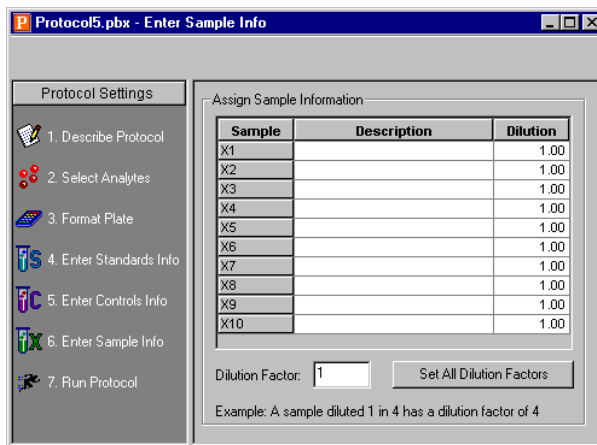 Protocol5.pbx - Enter Sample Info
Protocol Settings
1. Describe Protocol
2. Select Analytes
3. Format Plate
4. Enter Standards Info
5. Enter Controls Info
6. Enter Sample Info
7. Run Protocol
Assign Sample Information
Sample Description Dilution
X1 1.00
X2 1.00
X3 1.00
X4 1.00
X5 1.00
X6 1.00
X7 1.00
X8 1.00
X9 1.00
X10 1.00
Dilution Factor: 1 Set All Dilution Factors
Example: A sample diluted 1 in 4 has a dilution factor of 4